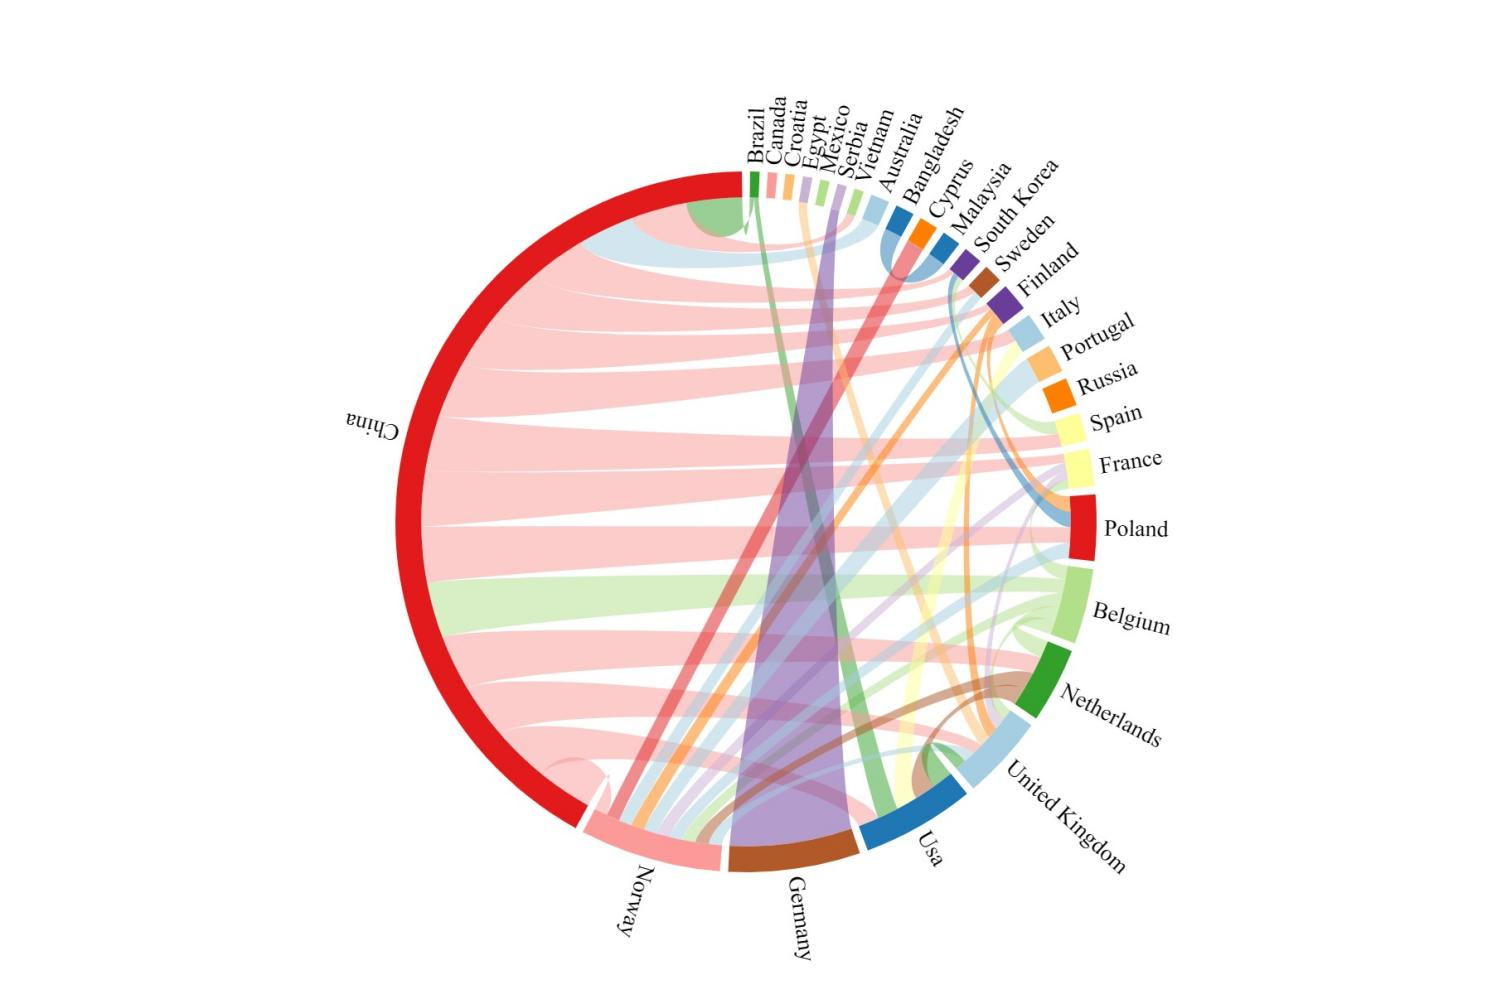 Brazil
Canada
Croatia
Egypt
Mexico
Serbia
Vietnam
Australia
Bangladesh
Cyprus
Malaysia
South Korea
Sweden
Finland
Italy
Portugal
Russia
Spain
France
Poland
Belgium
Netherlands
United Kingdom
Usa
Germany
Norway
China